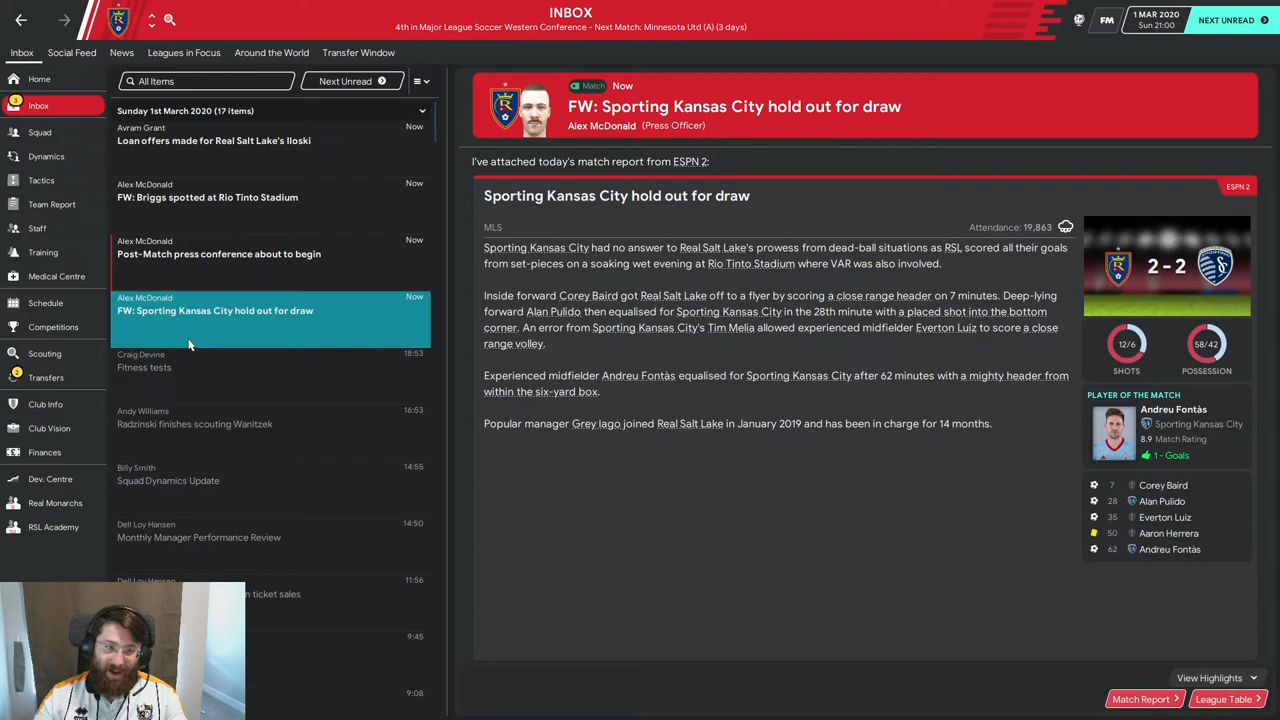 INBOX
4th in Major League Soccer Western Conference - Next Match: Minnesota Utd (A) (3 days)
FM
1 MAR 2020
SUN 21:00
NEXT UNREAD
Inbox
Social Feed
News
Leagues in Focus
Around the World
Transfer Window
Home
3
Inbox
Squad
Dynamics
Tactics
Team Report
Staff
Training
Medical Centre
Schedule
Competitions
Scouting
2
Transfers
Club Info
Club Vision
Finances
Dev. Centre
Real Monarchs
RSL Academy
All Items
Next Unread
Sunday 1st March 2020 (17 items)
Avram Grant
Now
Loan offers made for Real Salt Lake's Iloski
Alex McDonald
Now
FW: Briggs spotted at Rio Tinto Stadium
Alex McDonald
Now
Post-Match press conference about to begin
Alex McDonald
Now
FW: Sporting Kansas City hold out for draw
Craig Devine
18:53
Fitness tests
Andy Williams
16:53
Radzinski finishes scouting Wanitzek
Billy Smith
14:55
Squad Dynamics Update
Dell Loy Hansen
14:50
Monthly Manager Performance Review
Dell Loy Hansen
11:56
ticket sales
9:45
9:08
Match
Now
FW: Sporting Kansas City hold out for draw
Alex McDonald (Press Officer)
I've attached today's match report from ESPN 2:
ESPN 2
Sporting Kansas City hold out for draw
MLS
Attendance: 19,863
Sporting Kansas City had no answer to Real Salt Lake's prowess from dead-ball situations as RSL scored all their goals
from set-pieces on a soaking wet evening at Rio Tinto Stadium where VAR was also involved.
Inside forward Corey Baird got Real Salt Lake off to a flyer by scoring a close range header on 7 minutes. Deep-lying
forward Alan Pulido then equalised for Sporting Kansas City in the 28th minute with a placed shot into the bottom
corner. An error from Sporting Kansas City's Tim Melia allowed experienced midfielder Everton Luiz to score a close
range volley.
Experienced midfielder Andreu Fontàs equalised for Sporting Kansas City after 62 minutes with a mighty header from
within the six-yard box.
Popular manager Grey Iago joined Real Salt Lake in January 2019 and has been in charge for 14 months.
2 - 2
12/6
58/42
SHOTS
POSSESSION
PLAYER OF THE MATCH
Andreu Fontàs
Sporting Kansas City
8.9 Match Rating
1 - Goals
7 Corey Baird
28 Alan Pulido
35 Everton Luiz
50 Aaron Herrera
62 Andreu Fontàs
View Highlights
Match Report
League Table